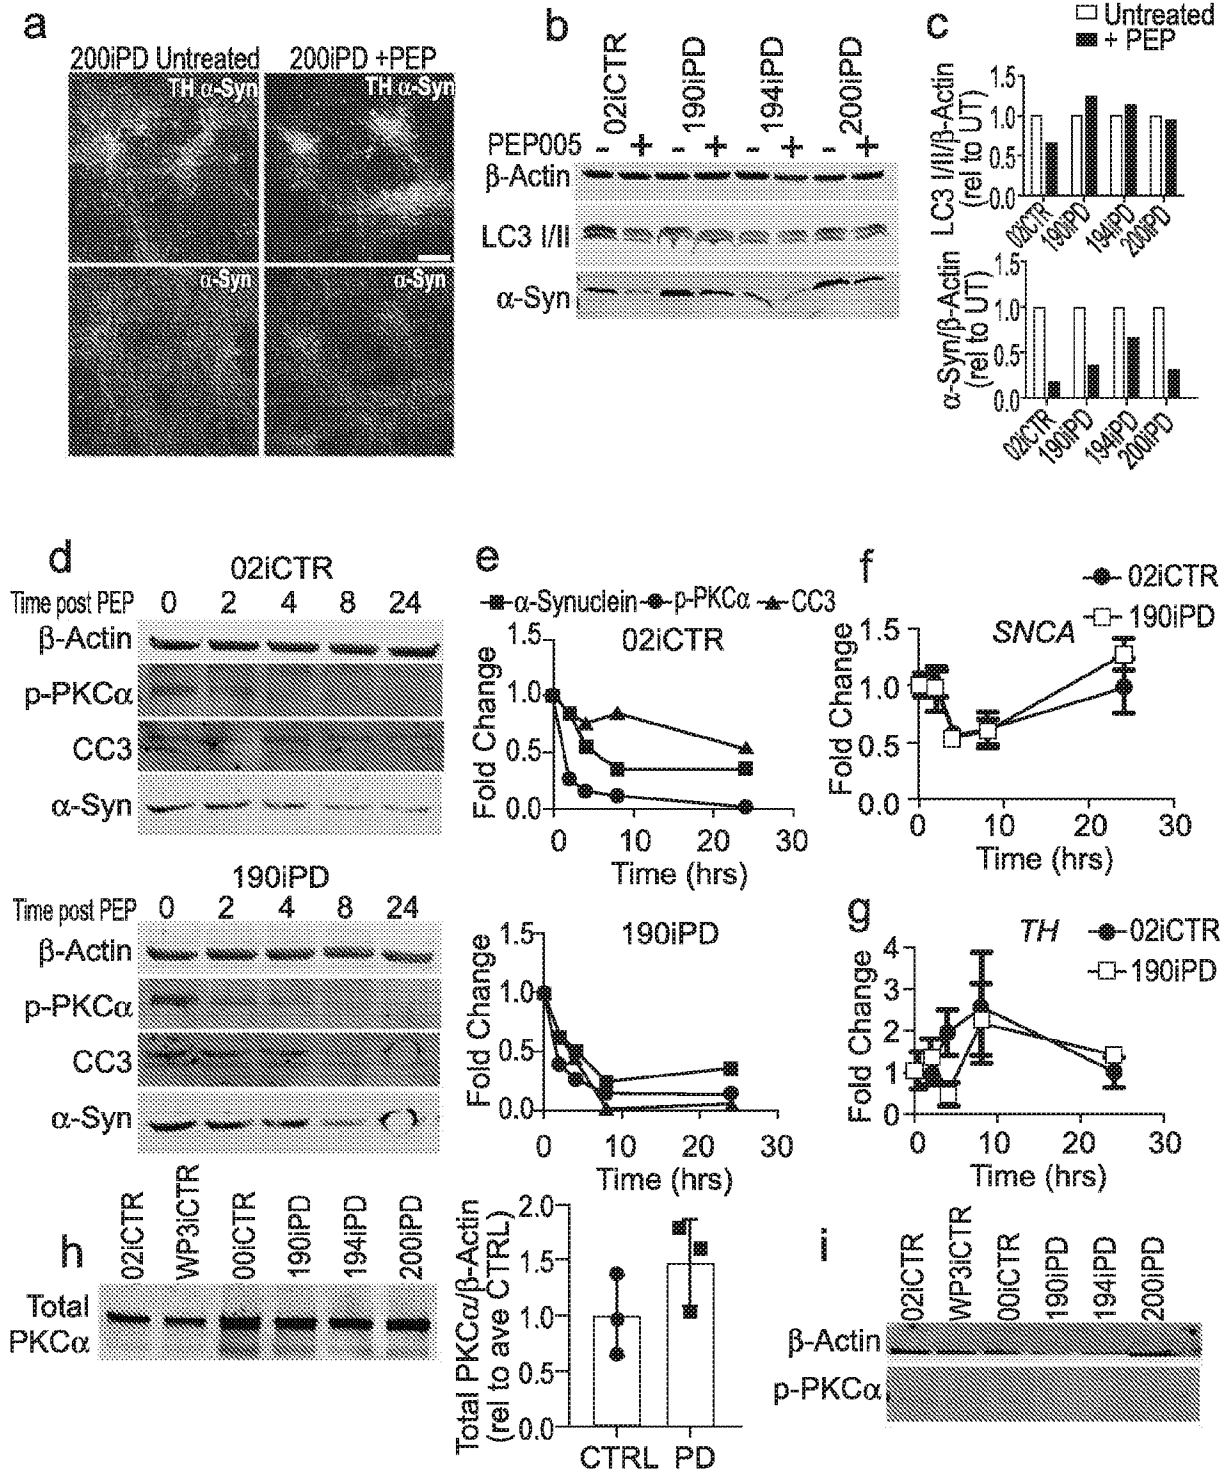 a
200iPD Untreated
200iPD +PEP
TH α-Syn
TH α-Syn
α-Syn
α-Syn
b
02iCTR
190iPD
194iPD
200iPD
PEP005 - + - + - + - +
β-Actin
LC3 I/II
α-Syn
c
Untreated
+ PEP
LC3 I/II/β-Actin
(rel to UT)
1.5
1.0
0.5
0.0
02iCTR
190iPD
194iPD
200iPD
α-Syn/β-Actin
(rel to UT)
1.5
1.0
0.5
0.0
02iCTR
190iPD
194iPD
200iPD
d
02iCTR
Time post PEP 0 2 4 8 24
β-Actin
p-PKCα
CC3
α-Syn
190iPD
Time post PEP 0 2 4 8 24
β-Actin
p-PKCα
CC3
α-Syn
e
α-Synuclein p-PKCα CC3
02iCTR
Fold Change
1.5
1.0
0.5
0.0
0 10 20 30
Time (hrs)
190iPD
Fold Change
1.5
1.0
0.5
0.0
0 10 20 30
Time (hrs)
f
02iCTR
190iPD
SNCA
Fold Change
1.5
1.0
0.5
0.0
0 10 20 30
Time (hrs)
g
TH
02iCTR
190iPD
Fold Change
4
3
2
1
0
0 10 20 30
Time (hrs)
h
02iCTR
WP3iCTR
00iCTR
190iPD
194iPD
200iPD
Total
PKCα
Total PKCα/β-Actin
(rel to ave CTRL)
2.0
1.5
1.0
0.5
0.0
CTRL PD
i
02iCTR
WP3iCTR
00iCTR
190iPD
194iPD
200iPD
β-Actin
p-PKCα